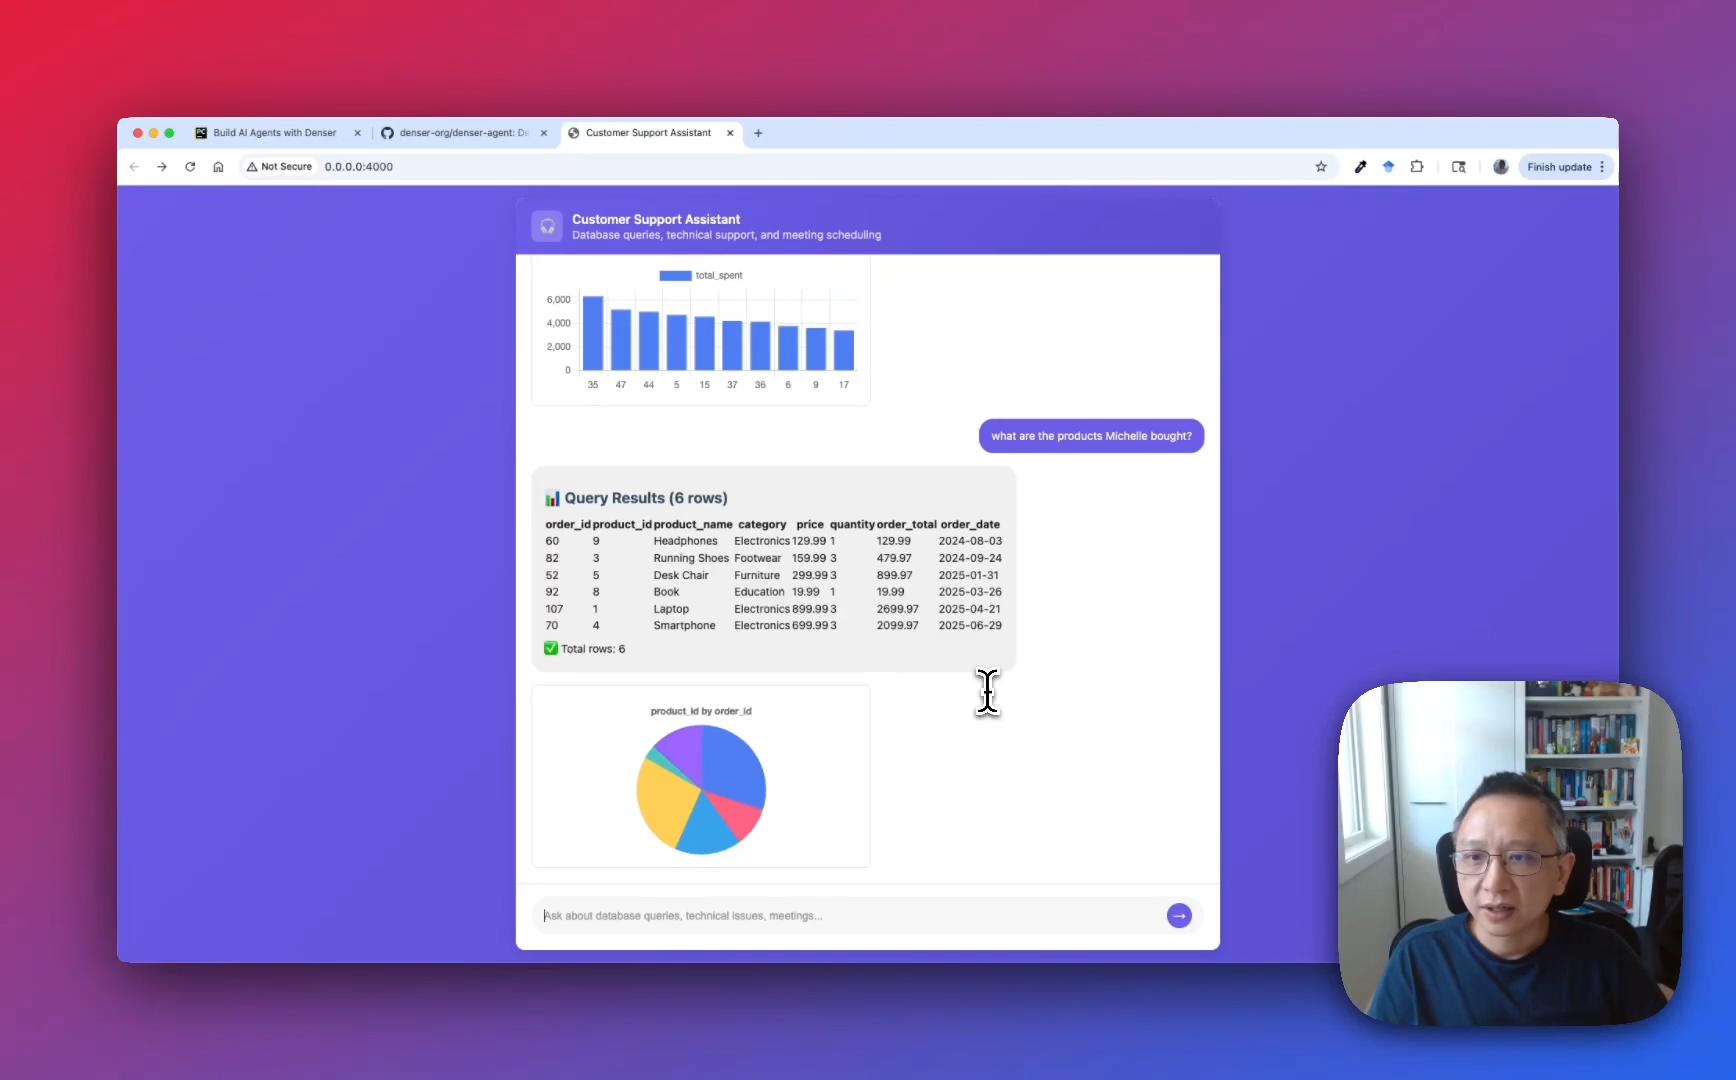 Build AI Agents with Denser
denser-org/denser-agent: De
Customer Support Assistant
Not Secure 0.0.0.0:4000
Finish update
Customer Support Assistant
Database queries, technical support, and meeting scheduling
total_spent
6,000
4,000
2,000
0
35 47 44 5 15 37 36 6 9 17
what are the products Michelle bought?
Query Results (6 rows)
order_id product_id product_name category price quantity order_total order_date
60 9 Headphones Electronics 129.99 1 129.99 2024-08-03
82 3 Running Shoes Footwear 159.99 3 479.97 2024-09-24
52 5 Desk Chair Furniture 299.99 3 899.97 2025-01-31
92 8 Book Education 19.99 1 19.99 2025-03-26
107 1 Laptop Electronics 899.99 3 2699.97 2025-04-21
70 4 Smartphone Electronics 699.99 3 2099.97 2025-06-29
Total rows: 6
product_id by order_id
Ask about database queries, technical issues, meetings...